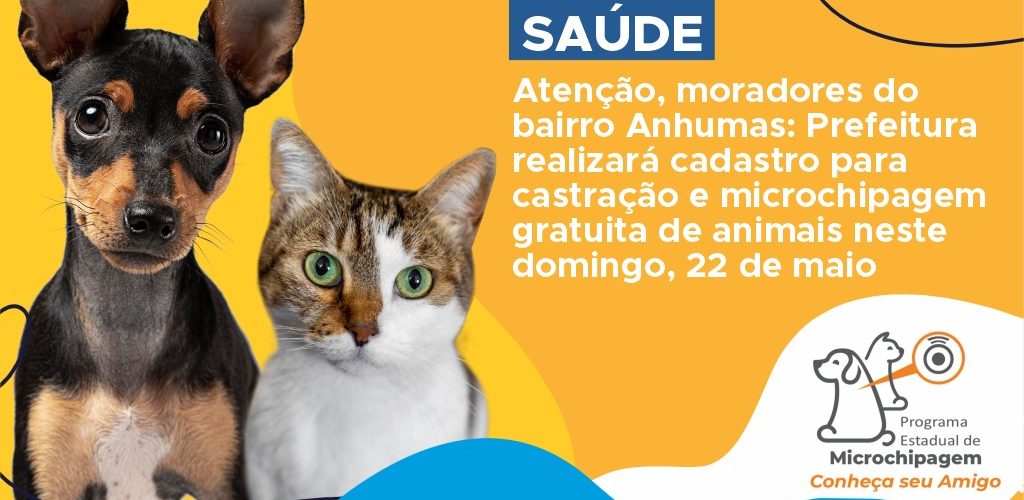 SAÚDE
Atenção, moradores do
bairro Anhumas: Prefeitura
realizará cadastro para
castração e microchipagem
gratuita de animais neste
domingo, 22 de maio
Programa
Estadual de
Microchipagem
Conheça seu Amigo